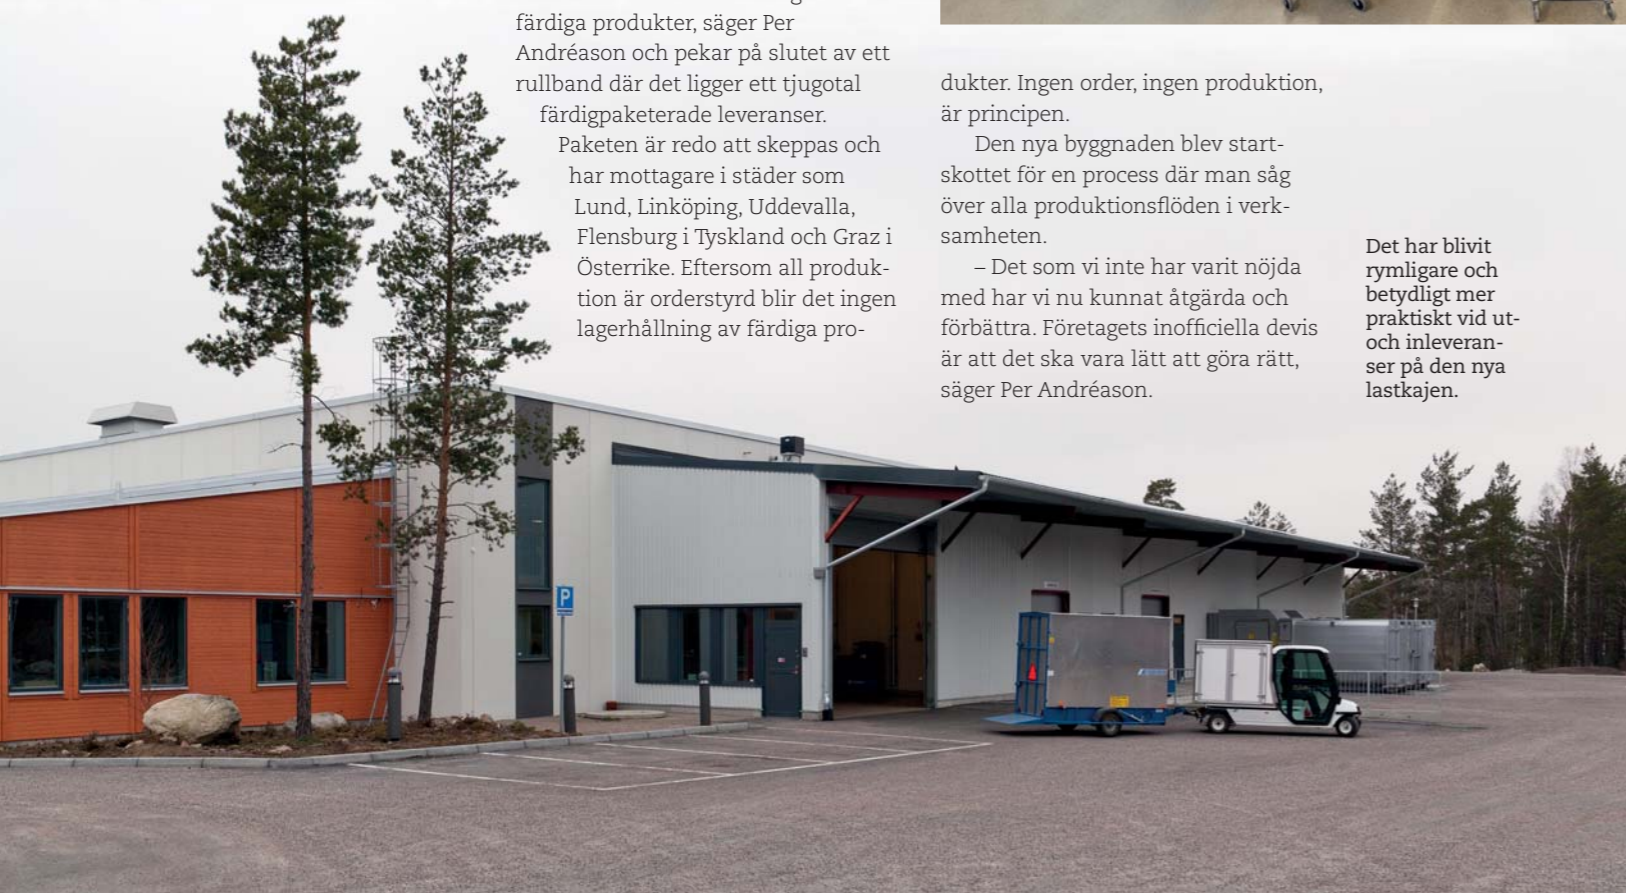 färdiga produkter, säger Per
Andréason och pekar på slutet av ett
rullband där det ligger ett tjugotal
färdigpaketerade leveranser.
Paketen är redo att skeppas och
har mottagare i städer som
Lund, Linköping, Uddevalla,
Flensburg i Tyskland och Graz i
Österrike. Eftersom all produk-
tion är orderstyrd blir det ingen
lagerhållning av färdiga pro-
dukter. Ingen order, ingen produktion,
är principen.
Den nya byggnaden blev start-
skottet för en process där man såg
över alla produktionsflöden i verk-
samheten.
– Det som vi inte har varit nöjda
med har vi nu kunnat åtgärda och
förbättra. Företagets inofficiella devis
är att det ska vara lätt att göra rätt,
säger Per Andréason.
Det har blivit
rymligare och
betydligt mer
praktiskt vid ut-
och inleveran-
ser på den nya
lastkajen.
P